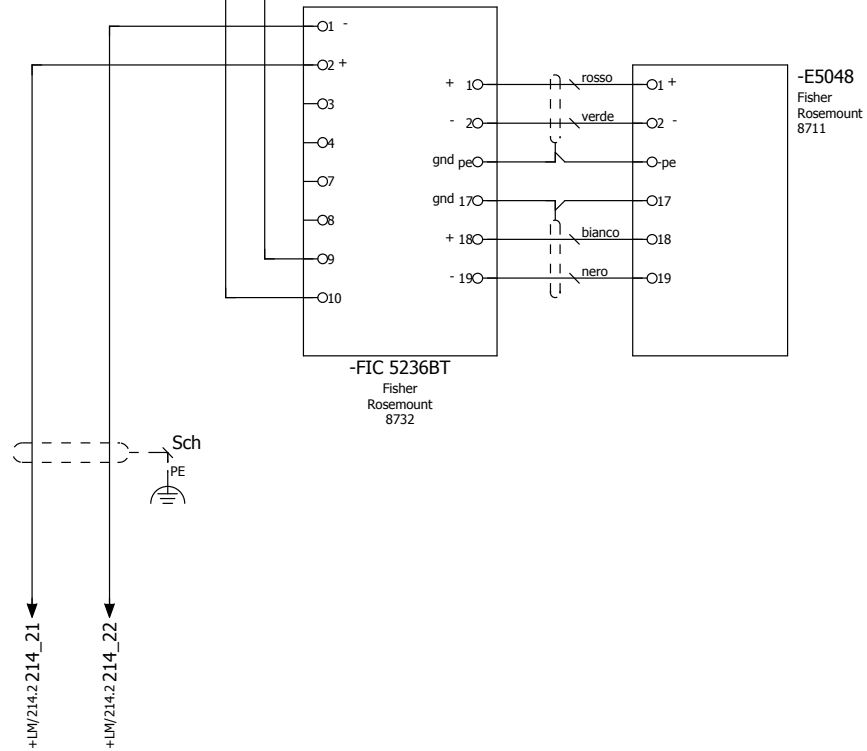 1 -
2 +
3
4
7
8
9
10
+ 1
- 2
gnd pe
gnd 17
+ 18
- 19
rosso
verde
bianco
nero
1 +
2 -
-pe
17
18
19
-E5048
Fisher
Rosemount
8711
-FIC 5236BT
Fisher
Rosemount
8732
Sch
PE
+LM/214.2 214_21
+LM/214.2 214_22